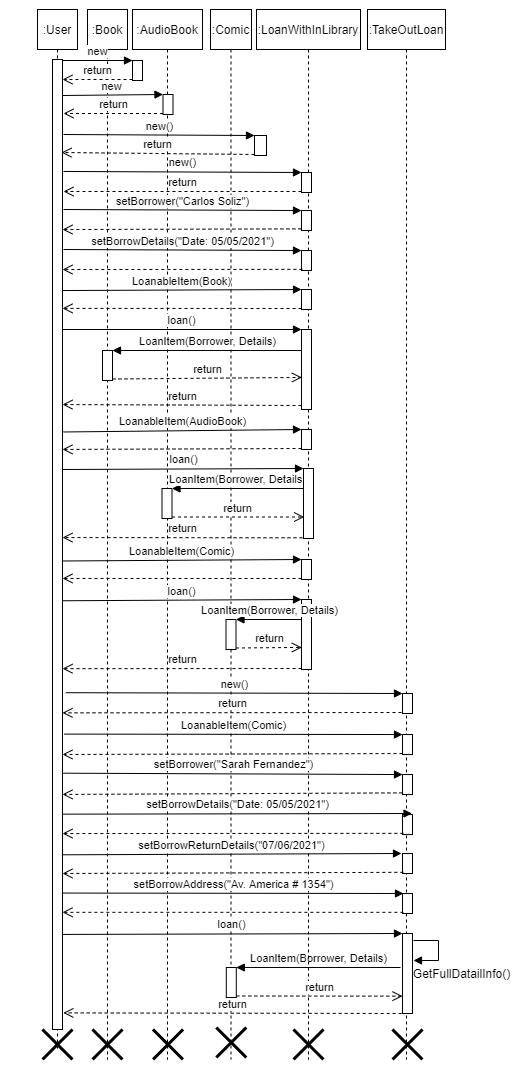 :User
:Book
:AudioBook
:Comic
:LoanWithInLibrary
:TakeOutLoan
new
return
new
return
new()
return
new()
return
setBorrower("Carlos Soliz")
setBorrowDetails("Date: 05/05/2021")
LoanableItem(Book)
loan()
LoanItem(Borrower, Details)
return
return
LoanableItem(AudioBook)
loan()
LoanItem(Borrower, Details
return
return
LoanableItem(Comic)
loan()
LoanItem(Borrower, Details)
return
return
new()
return
LoanableItem(Comic)
setBorrower("Sarah Fernandez")
setBorrowDetails("Date: 05/05/2021")
setBorrowReturnDetails("07/06/2021")
setBorrowAddress("Av. America # 1354")
loan()
LoanItem(Borrower, Details)
GetFullDatailInfo()
return
return